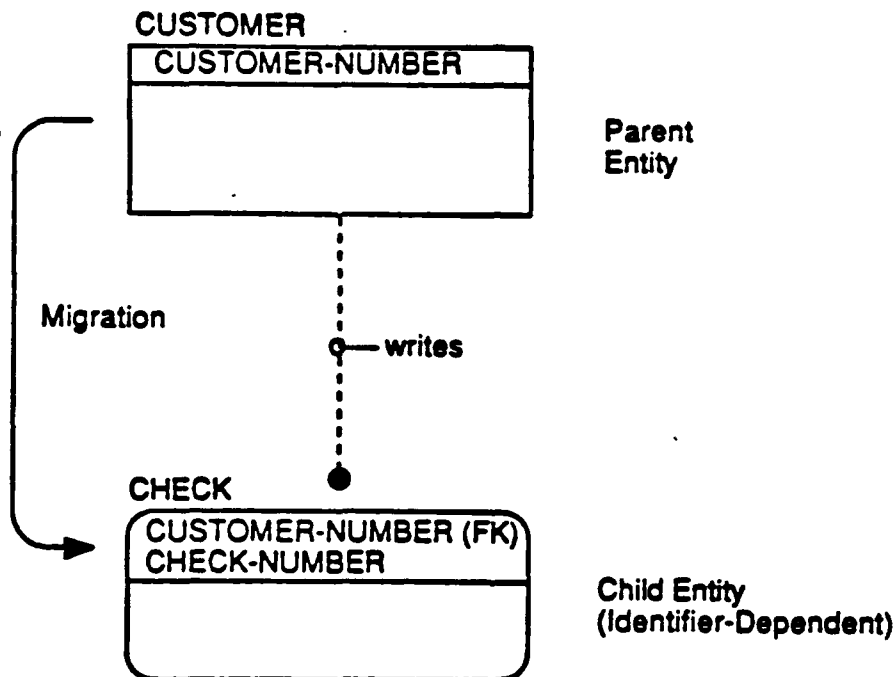 CUSTOMER
CUSTOMER-NUMBER
Parent
Entity
Migration
writes
CHECK
CUSTOMER-NUMBER (FK)
CHECK-NUMBER
Child Entity
(Identifier-Dependent)